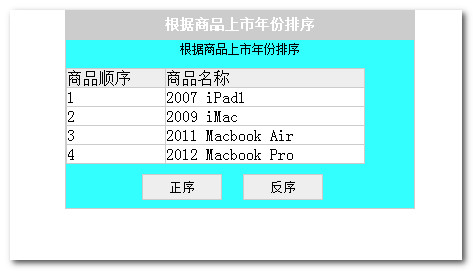 根据商品上市年份排序
根据商品上市年份排序
商品顺序 商品名称
1 2007 iPad1
2 2009 iMac
3 2011 Macbook Air
4 2012 Macbook Pro
正序 反序